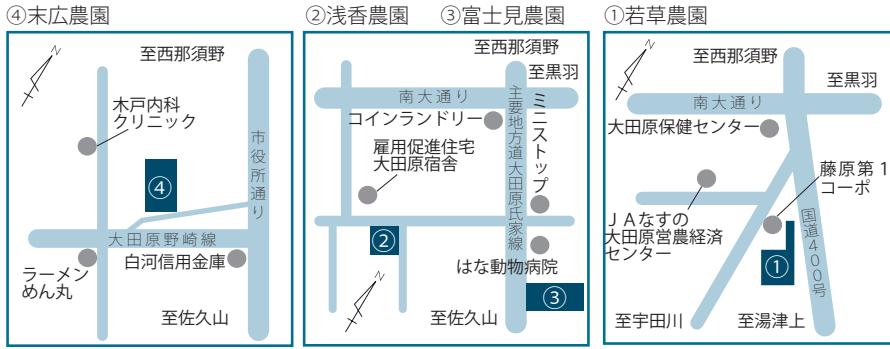 ④末広農園
至西那須野
N
木戸内科
クリニック
市役所通り
④
大田原野崎線
ラーメン
めん丸
白河信用金庫
至佐久山
②浅香農園
③富士見農園
至西那須野
N
至黒羽
南大通り
主要地方道大田原氏家線
ミニストップ
コインランドリー
雇用促進住宅
大田原宿舎
②
はな動物病院
③
至佐久山
N
①若草農園
至西那須野
N
至黒羽
南大通り
大田原保健センター
藤原第1
コーポ
JAなすの
大田原営農経済
センター
国道400号
①
至宇田川
至湯津上